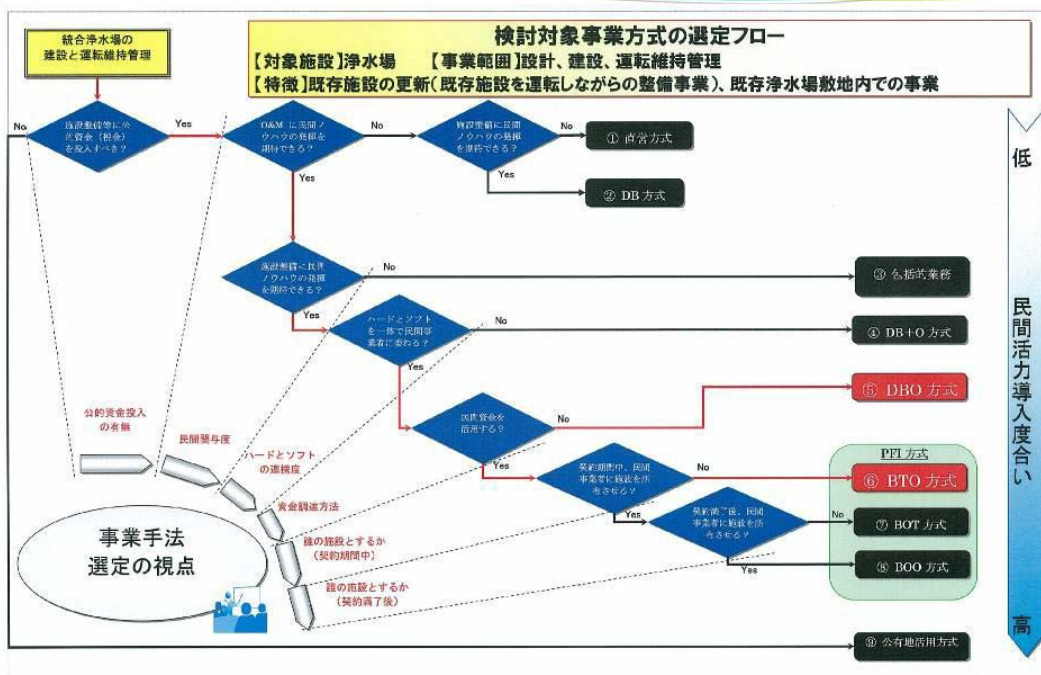 統合浄水場の
建設と運転維持管理
検討対象事業方式の選定フロー
【対象施設】浄水場 【事業範囲】設計、建設、運転維持管理
【特徴】既存施設の更新(既存施設を運転しながらの整備事業)、既存浄水場敷地内での事業
No
施設整備等に公
的資金(税金)
を投入すべき?
Yes
O&Mに民間ノ
ウハウの発揮を
期待できる?
No
施設整備に民間
ノウハウの発揮
を期待できる?
No
① 直営方式
Yes
Yes
② DB 方式
施設整備に民間
ノウハウの発揮
を期待できる?
No
③ 包括的業務
Yes
ハードとソフト
を一体で民間事
業者に委ねる?
No
④ DB+O 方式
Yes
民間資金を
活用する?
No
⑤ DBO 方式
Yes
契約期間中、民間
事業者に施設を所
有させる?
No
PFI 方式
⑥ BTO 方式
Yes
契約満了後、民間
事業者に施設を所
有させる?
No
⑦ BOT 方式
Yes
⑧ BOO 方式
⑨ 公有地活用方式
公的資金投入
の有無
民間関与度
ハードとソフト
の連携度
資金調達方法
誰の施設とするか
(契約期間中)
誰の施設とするか
(契約満了後)
事業手法
選定の視点
低
民間活力導入度合い
高